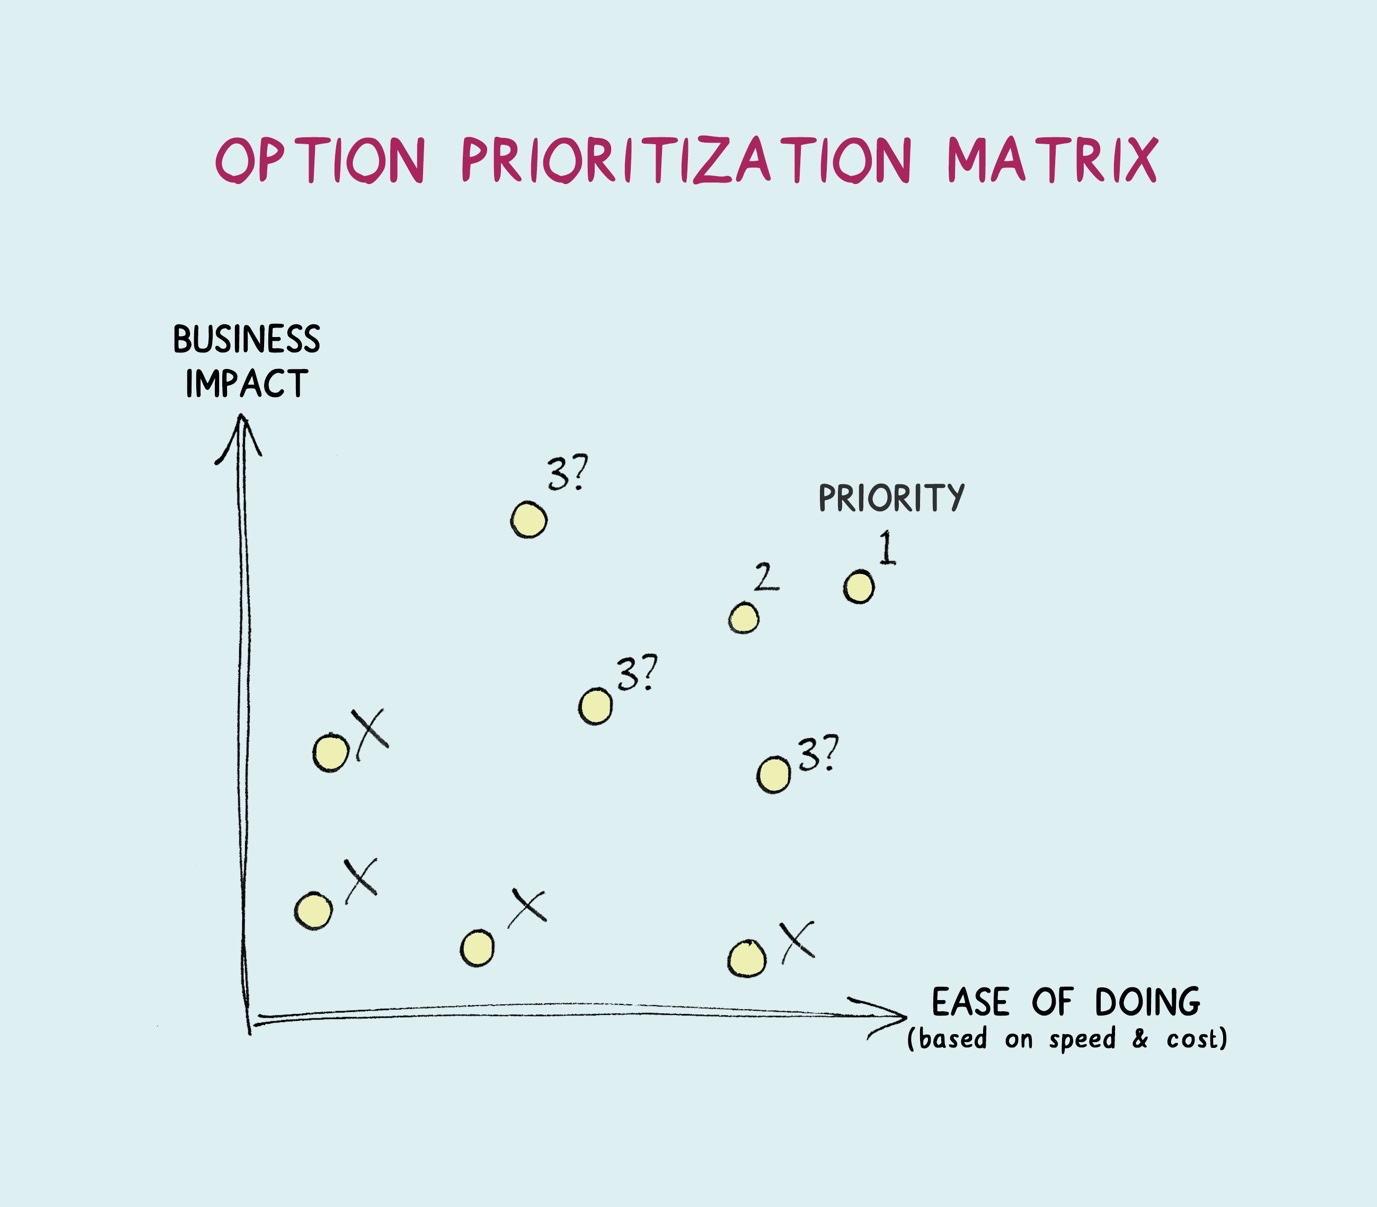 OPTION PRIORITIZATION MATRIX
BUSINESS
IMPACT
3?
PRIORITY
1
2
3?
X
3?
X
X
X
EASE OF DOING
(based on speed & cost)